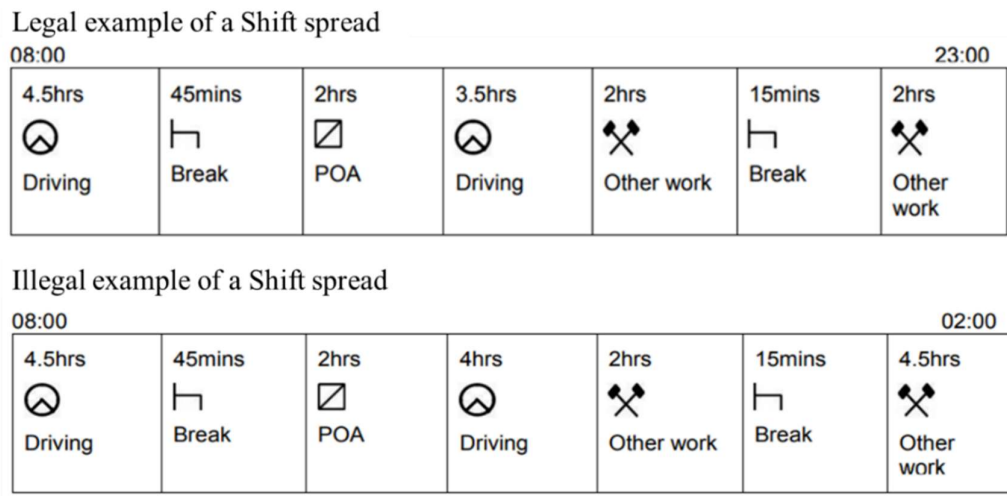 Legal example of a Shift spread
08:00 23:00
4.5hrs 45mins 2hrs 3.5hrs 2hrs 15mins 2hrs
Driving Break POA Driving Other work Break Other
work
Illegal example of a Shift spread
08:00 02:00
4.5hrs 45mins 2hrs 4hrs 2hrs 15mins 4.5hrs
Driving Break POA Driving Other work Break Other
work